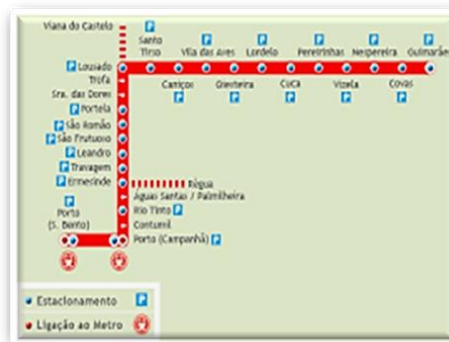 Viana do Castelo
Santo Tirso
Vila das Aves
Lordelo
Pereirinhas
Nespereira
Guimarães
P Lousado
Caniços
Giesteira
Cuca
Vizela
Covas
Trofa
Sra. das Dores
P Portela
P São Romão
P São Frutuoso
P Leandro
P Travagem
P Ermesinde
Régua
Águas Santas / Palmilheira
Rio Tinto P
Contumil
Porto (Campanhã) P
Porto (S. Bento)
Estacionamento P
Ligação ao Metro